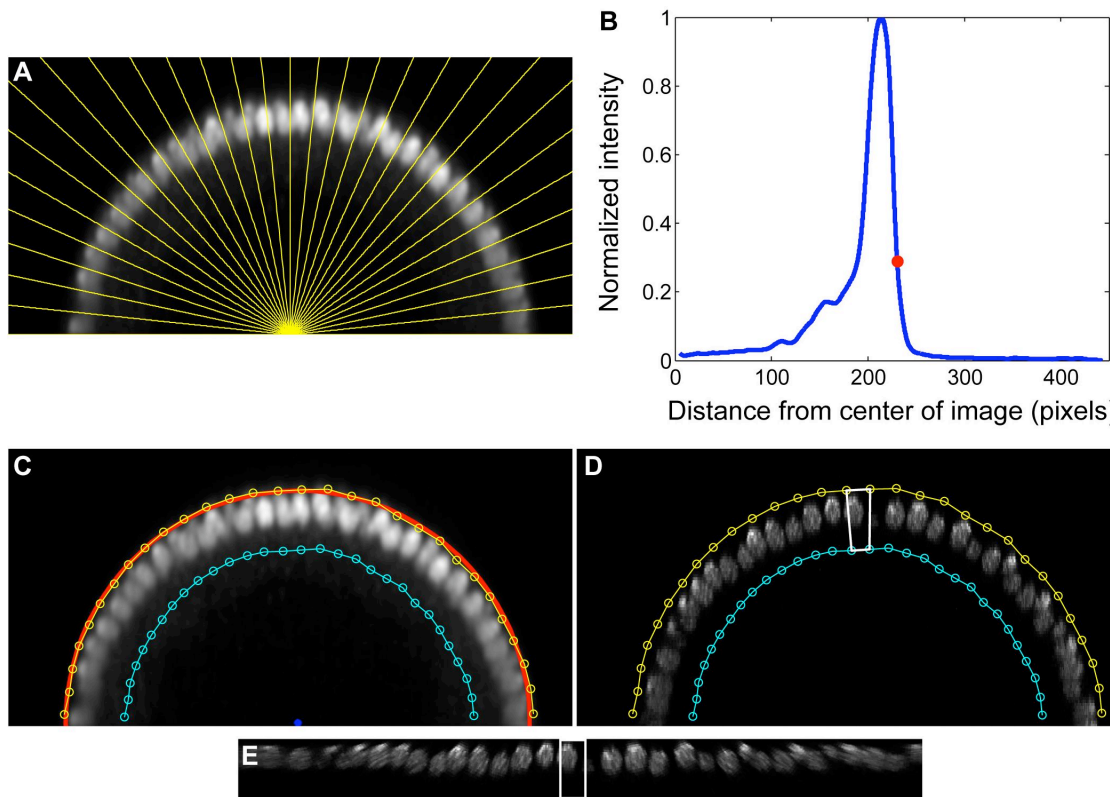 A
B
1
0.8
0.6
0.4
0.2
0
Normalized intensity
0 100 200 300 400
Distance from center of image (pixels)
C
D
E